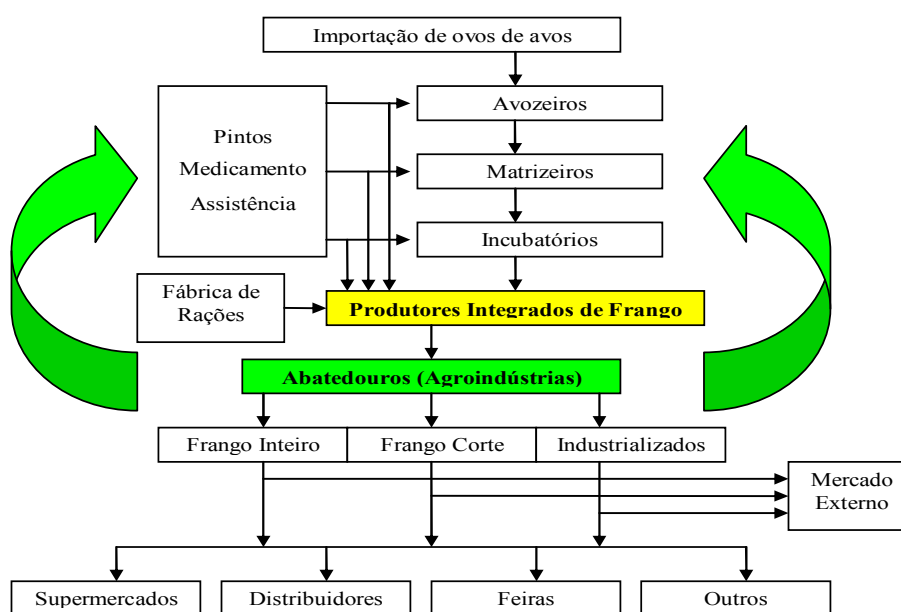 Importação de ovos de avos
Avozeiros
Pintos
Medicamento
Assistência
Matrizeiros
Incubatórios
Fábrica de
Rações
Produtores Integrados de Frango
Abatedouros (Agroindústrias)
Frango Inteiro
Frango Corte
Industrializados
Mercado
Externo
Supermercados
Distribuidores
Feiras
Outros